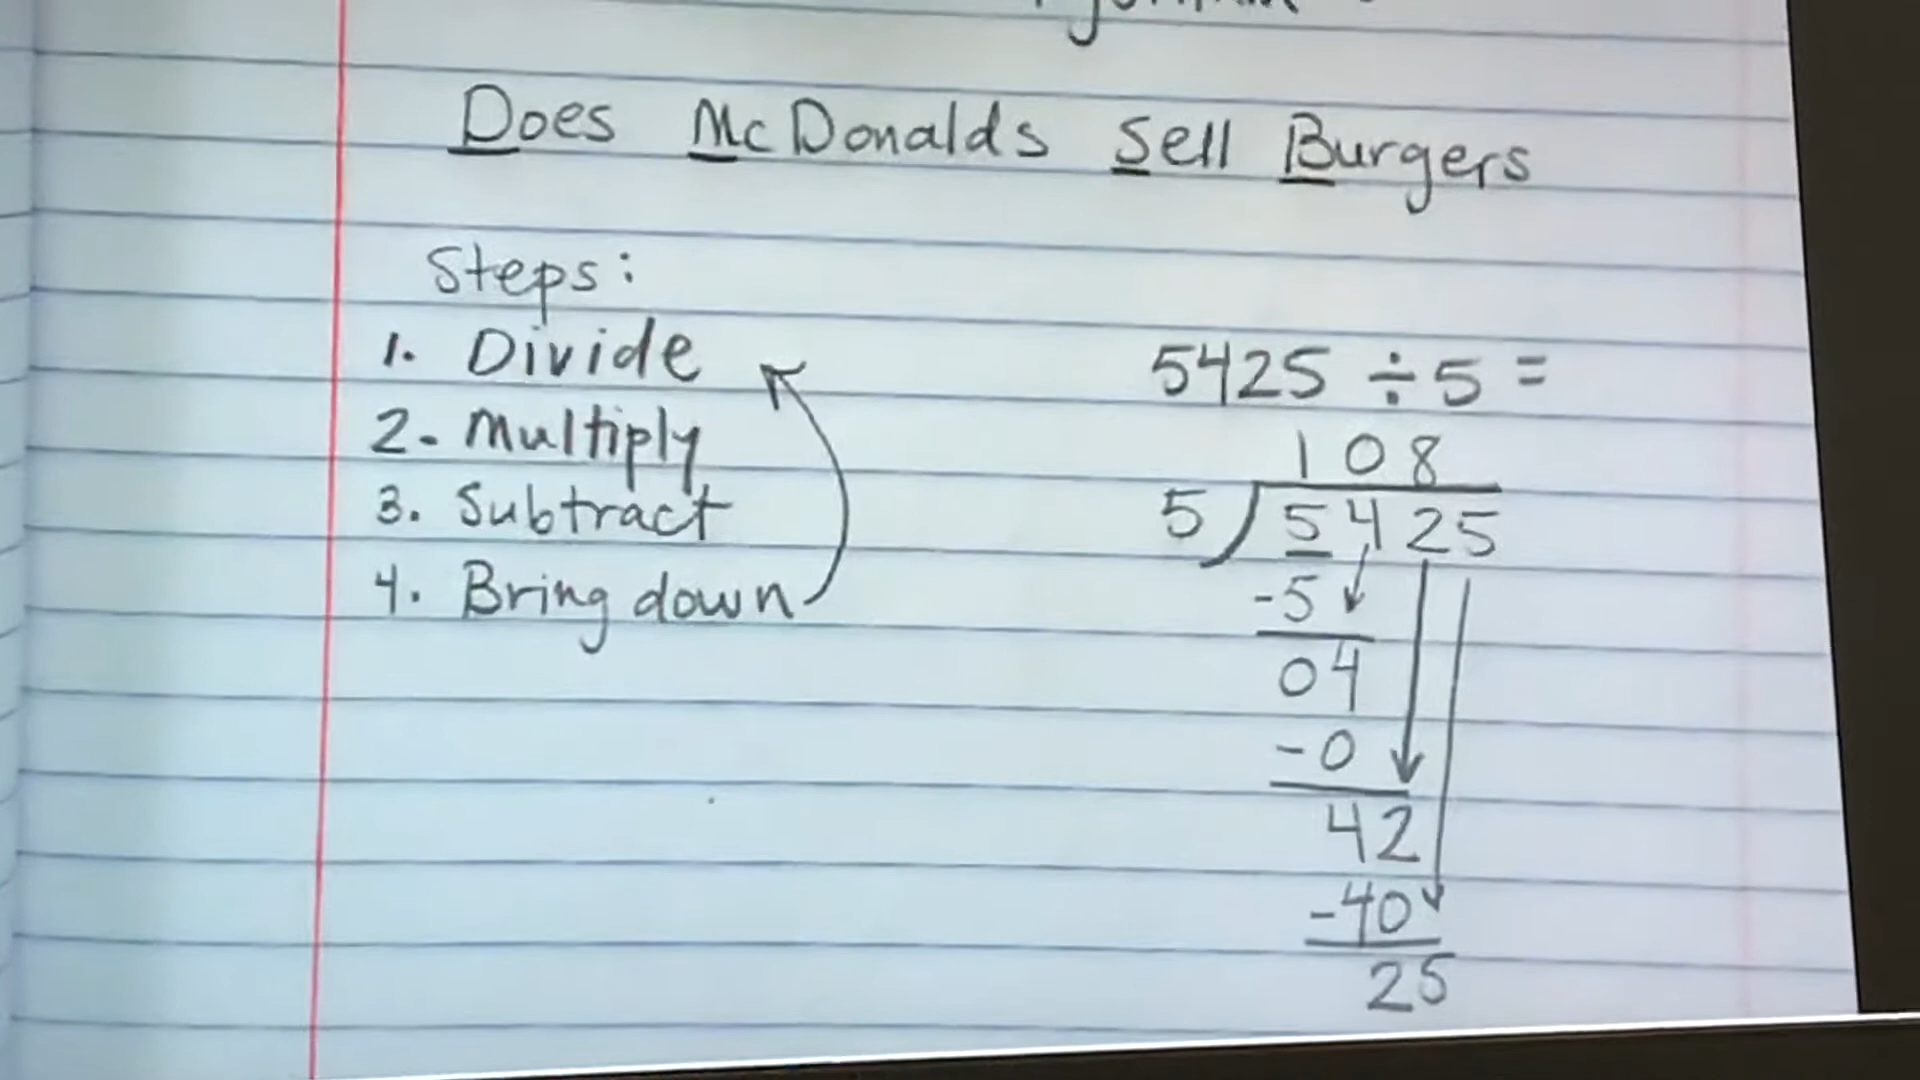 Does McDonalds Sell Burgers
Steps:
1. Divide
2. Multiply
3. Subtract
4. Bring down
5425 ÷ 5 =
108
5)5425
-5
04
-0
42
-40
25